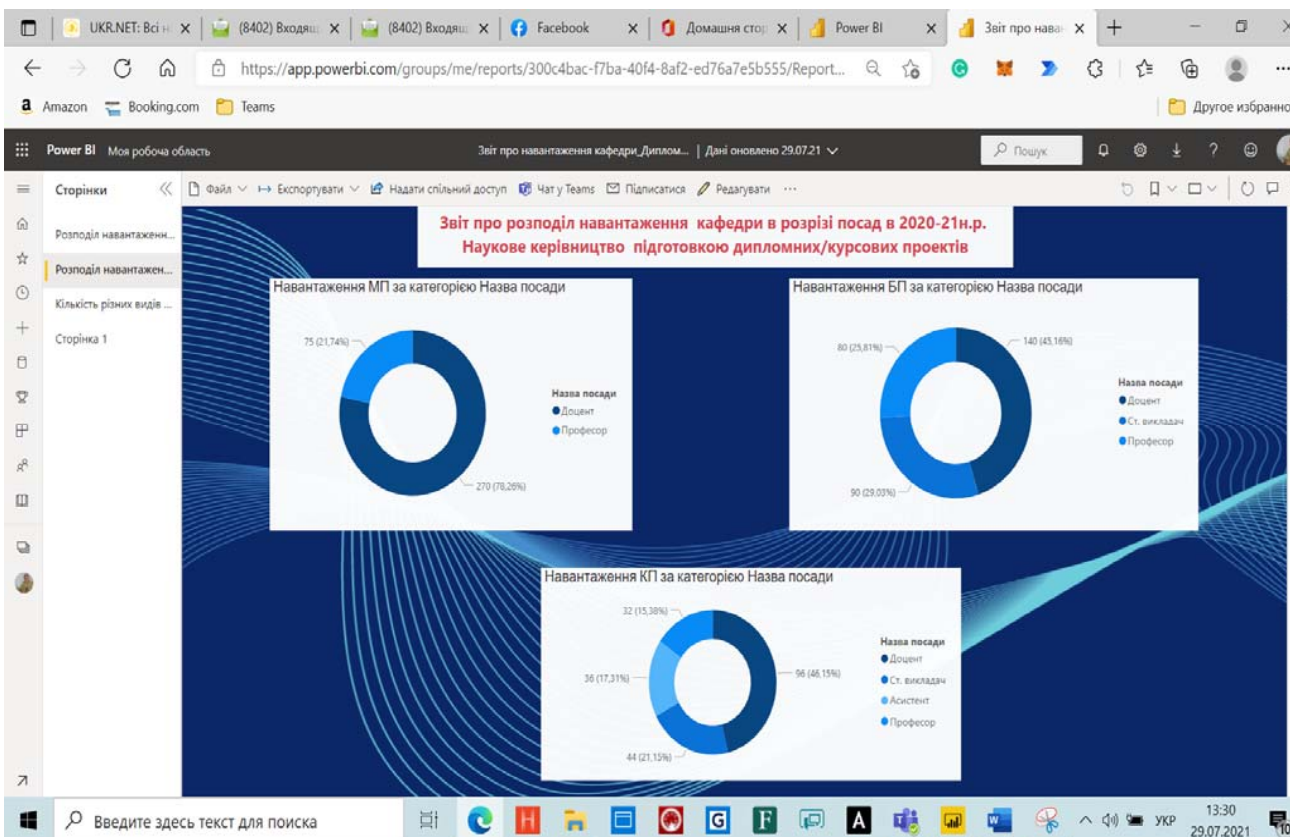 UKR.NET: Всі н
(8402) Входящ
(8402) Входящ
Facebook
Домашня стор
Power BI
Звіт про нава
https://app.powerbi.com/groups/me/reports/300c4bac-f7ba-40f4-8af2-ed76a7e5b555/Report...
Amazon
Booking.com
Teams
Другое избранно
Power BI Моя робоча область
Звіт про навантаження кафедри_Диплом... | Дані оновлено 29.07.21
Пошук
Сторінки
Файл
Експортувати
Надати спільний доступ
Чат у Teams
Підписатися
Редагувати
Розподіл навантаженн...
Розподіл навантажен...
Кількість різних видів ...
Сторінка 1
Звіт про розподіл навантаження кафедри в розрізі посад в 2020-21н.р.
Наукове керівництво підготовкою дипломних/курсових проектів
Навантаження МП за категорією Назва посади
75 (21,74%)
270 (78,26%)
Назва посади
Доцент
Професор
Навантаження БП за категорією Назва посади
80 (25,81%)
140 (45,16%)
90 (29,03%)
Назва посади
Доцент
Ст. викладач
Професор
Навантаження КП за категорією Назва посади
32 (15,38%)
36 (17,31%)
96 (46,15%)
44 (21,15%)
Назва посади
Доцент
Ст. викладач
Асистент
Професор
Введите здесь текст для поиска
УКР
13:30
29.07.2021